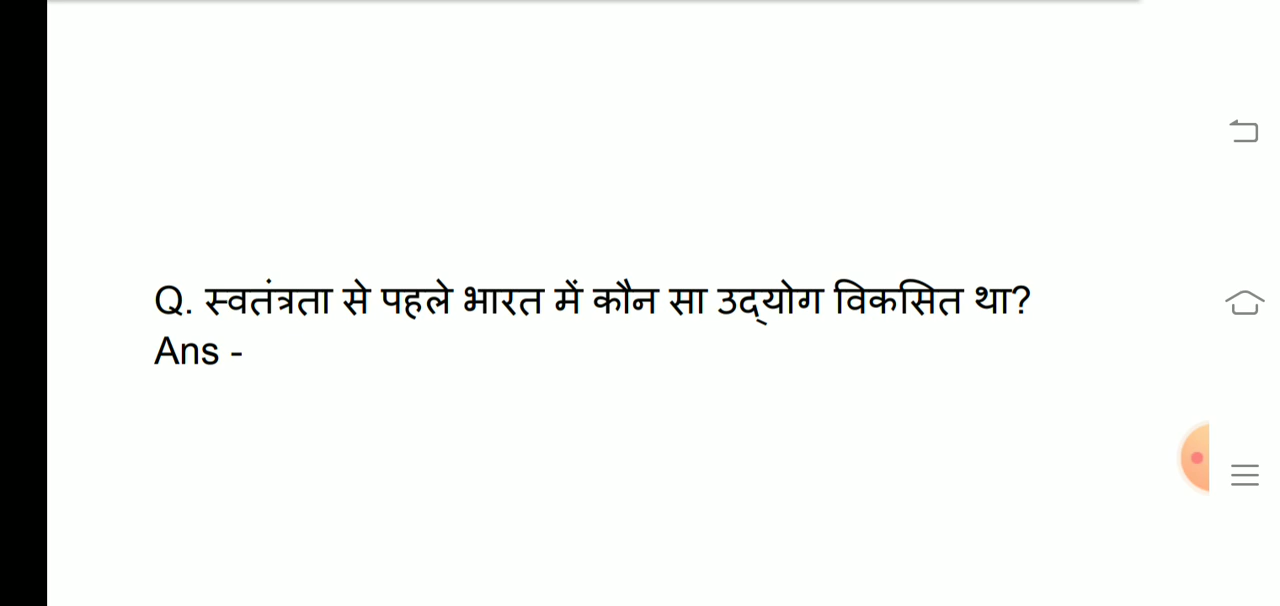 Q. स्वतंत्रता से पहले भारत में कौन सा उद्योग विकसित था?
Ans -